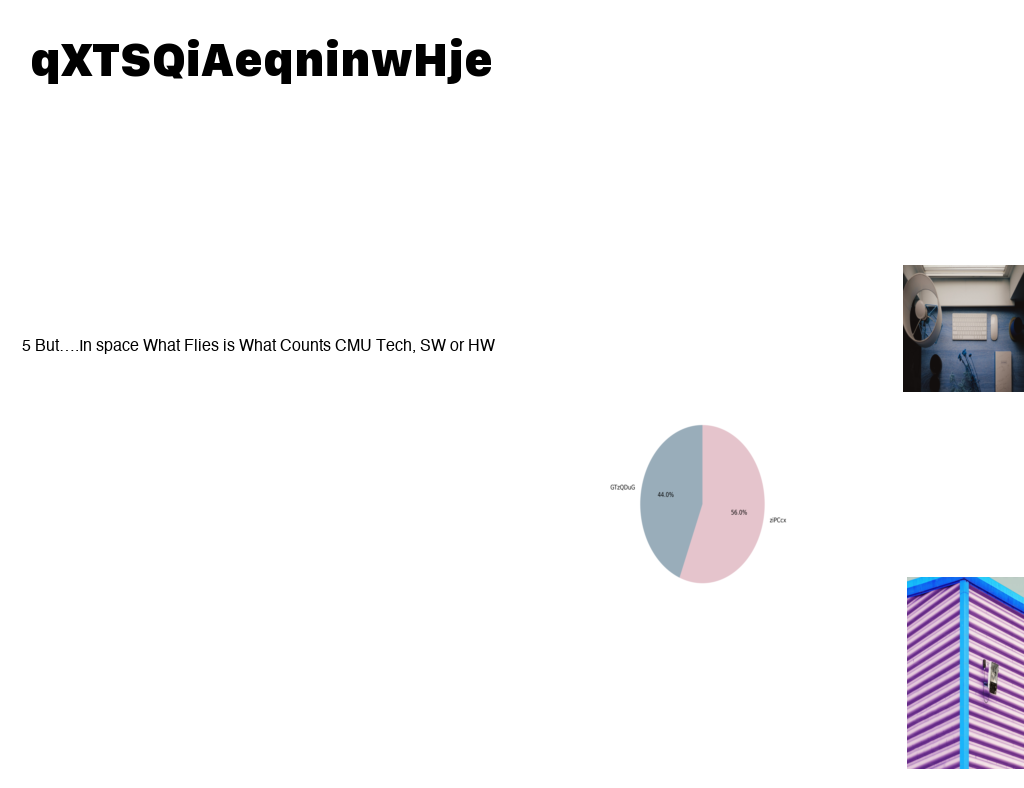 qXTSQiAeqninwHje
5 But….in space What Flies is What Counts CMU Tech, SW or HW
GTzQDuG
44.0%
56.0%
ziPCcx